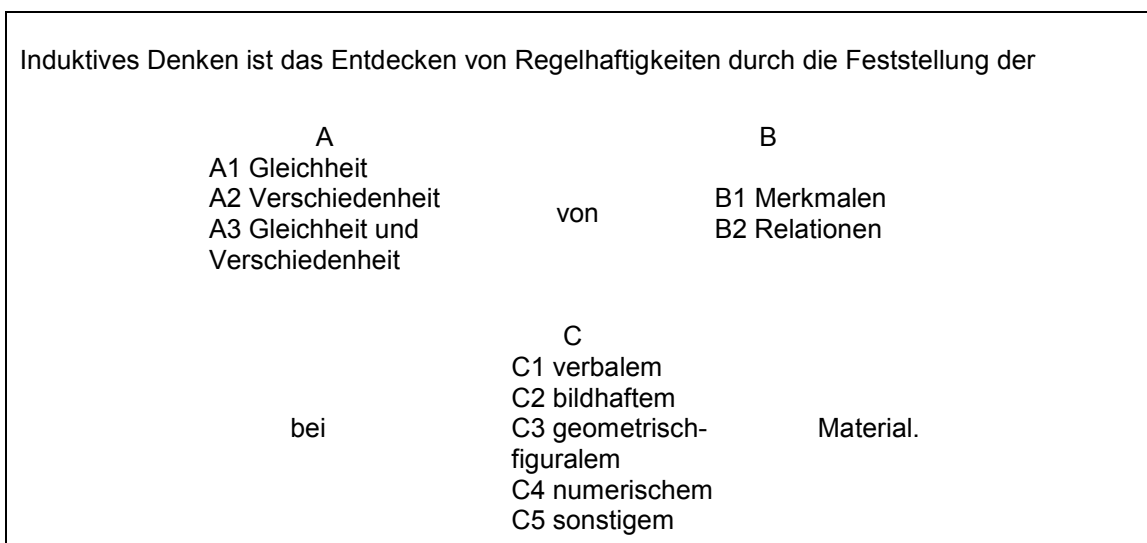 Induktives Denken ist das Entdecken von Regelhaftigkeiten durch die Feststellung der
A
A1 Gleichheit
A2 Verschiedenheit
A3 Gleichheit und
Verschiedenheit
von
B
B1 Merkmalen
B2 Relationen
bei
C
C1 verbalem
C2 bildhaftem
C3 geometrisch-
figuralem
C4 numerischem
C5 sonstigem
Material.